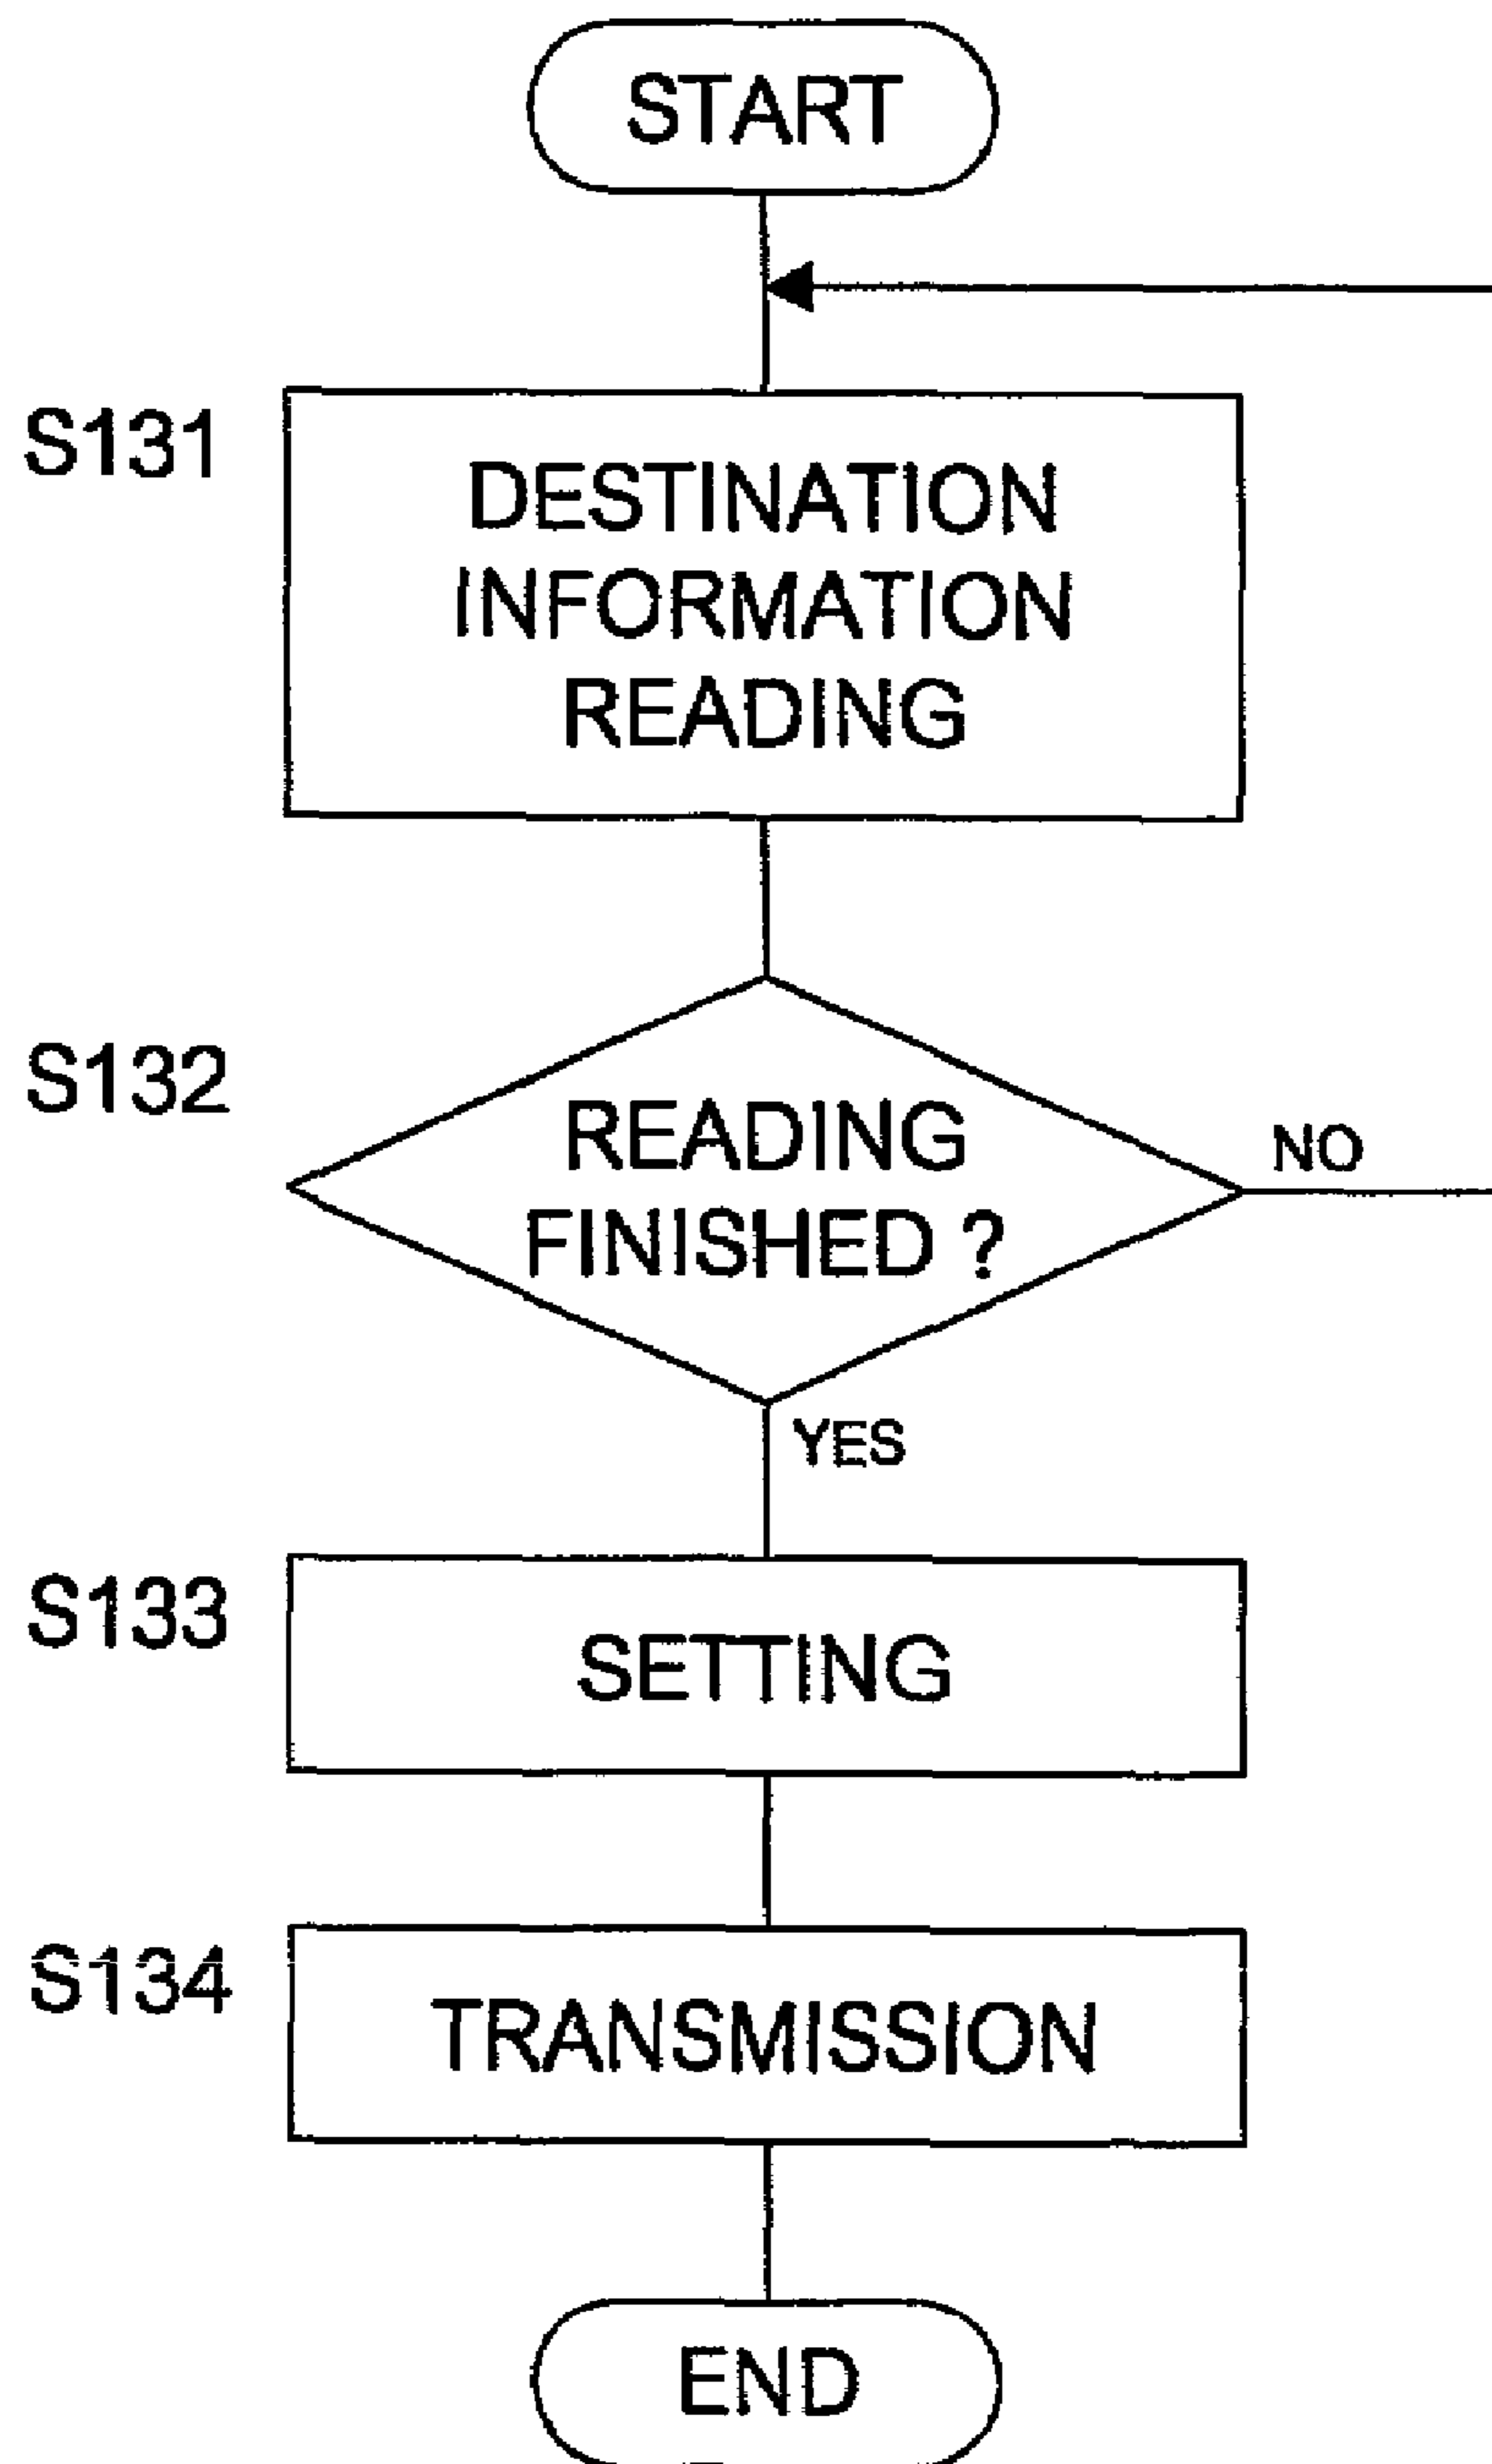 START
S131
DESTINATION
INFORMATION
READING
S132
READING
FINISHED ?
NO
YES
S133
SETTING
S134
TRANSMISSION
END